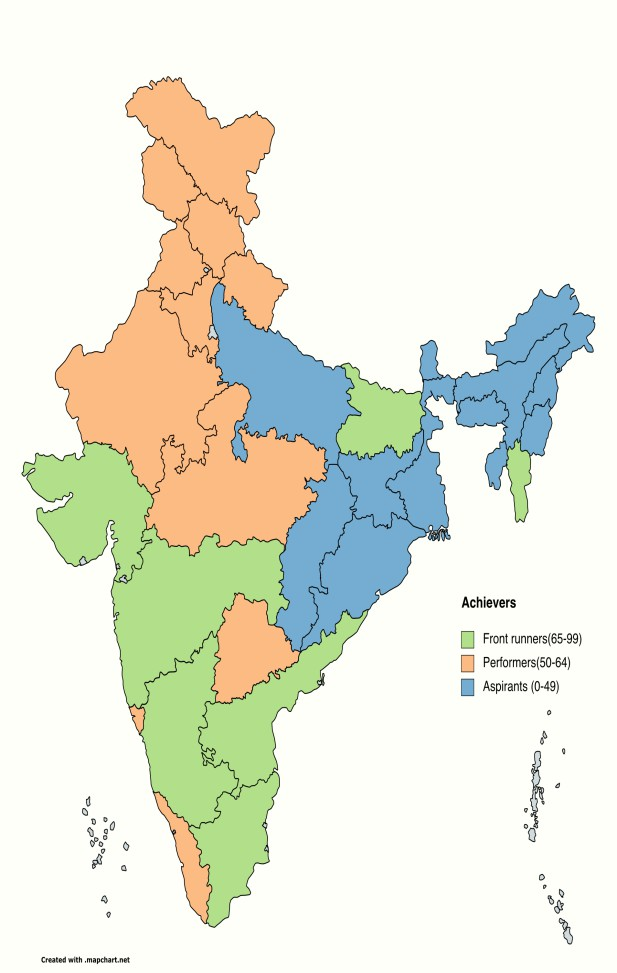 Achievers
Front runners(65-99)
Performers(50-64)
Aspirants (0-49)
Created with .mapchart.net